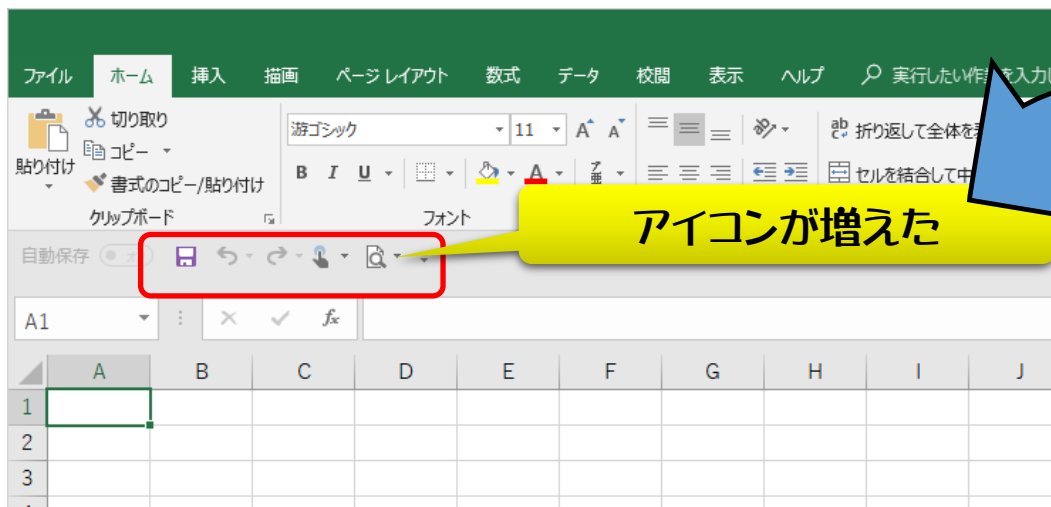 ファイル ホーム 挿入 描画 ページ レイアウト 数式 データ 校閲 表示 ヘルプ 実行したい作業を入力し
切り取り 游ゴシック 11 A A ab 折り返して全体を
コピー
貼り付け 書式のコピー/貼り付け B I U A ア亜 セルを結合して中
クリップボード フォント
アイコンが増えた
自動保存
A1 fx
A B C D E F G H I J
1
2
3